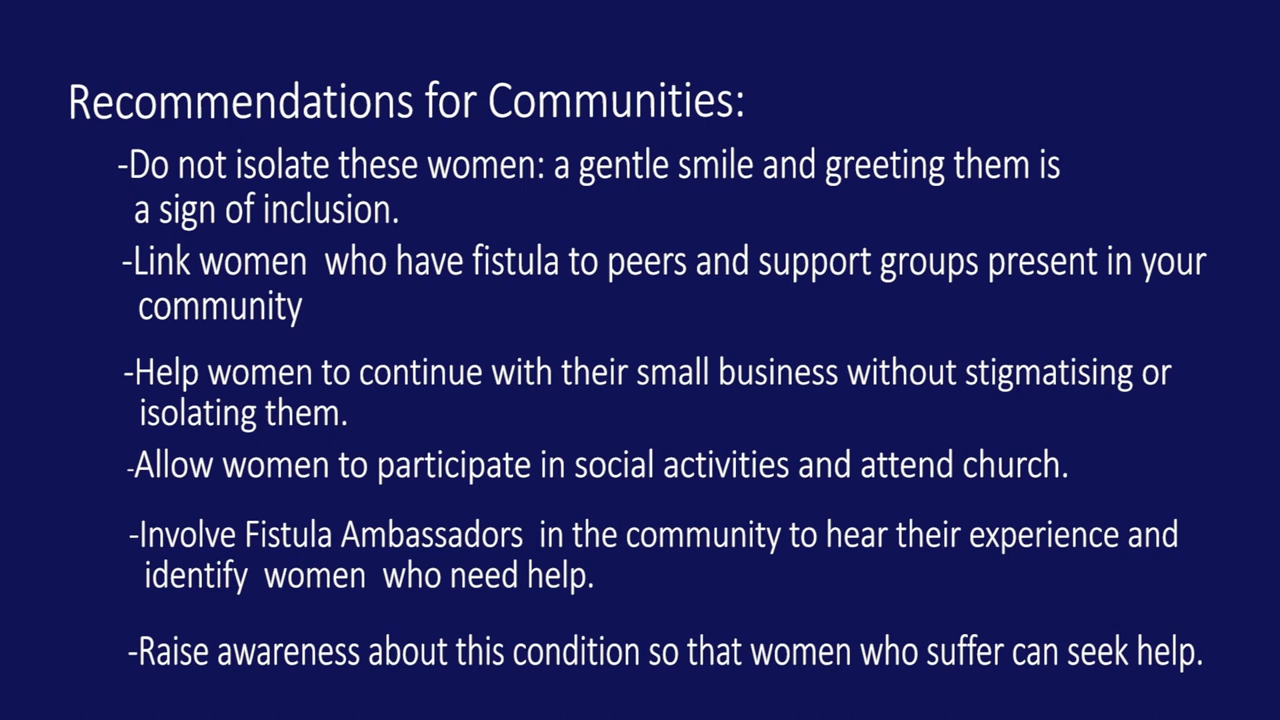 Recommendations for Communities:
-Do not isolate these women: a gentle smile and greeting them is
a sign of inclusion.
-Link women  who have fistula to peers and support groups present in your
community
-Help women to continue with their small business without stigmatising or
isolating them.
-Allow women to participate in social activities and attend church.
-Involve Fistula Ambassadors  in the community to hear their experience and
identify  women  who need help.
-Raise awareness about this condition so that women who suffer can seek help.